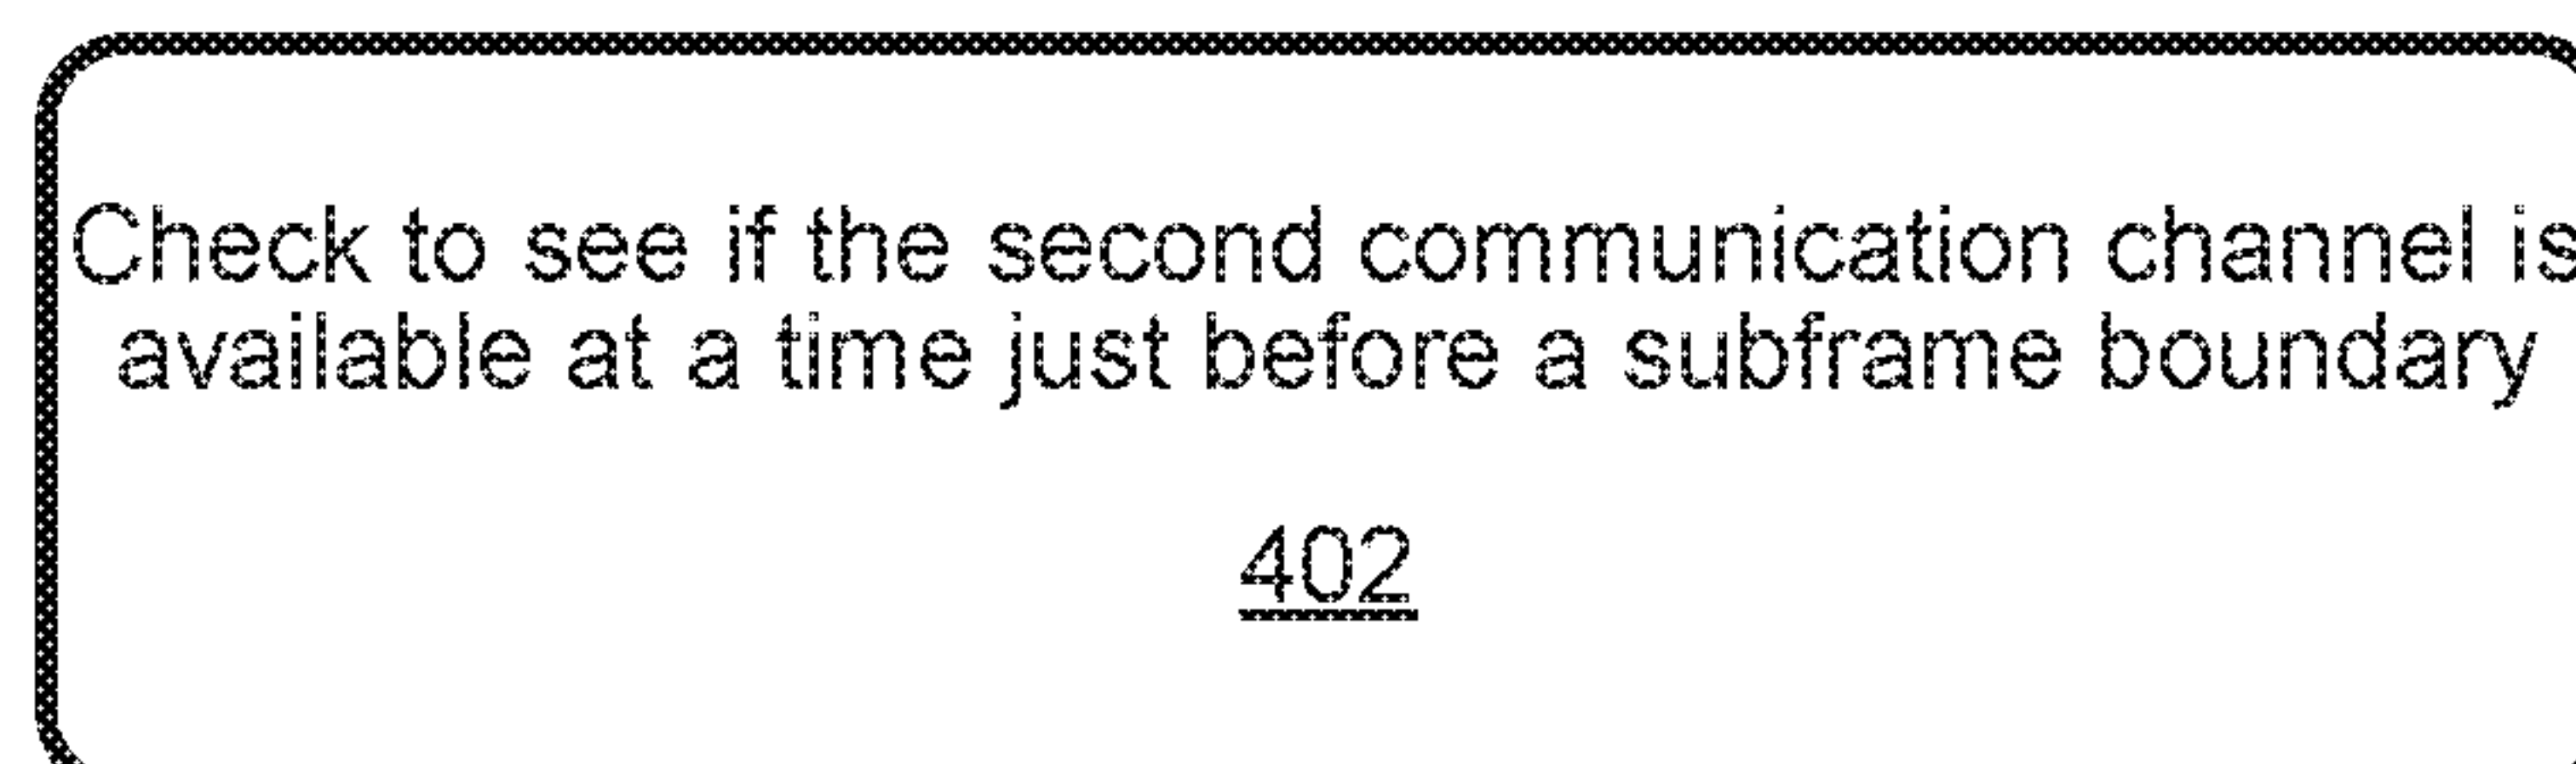 Check to see if the second communication channel is
available at a time just before a subframe boundary
402